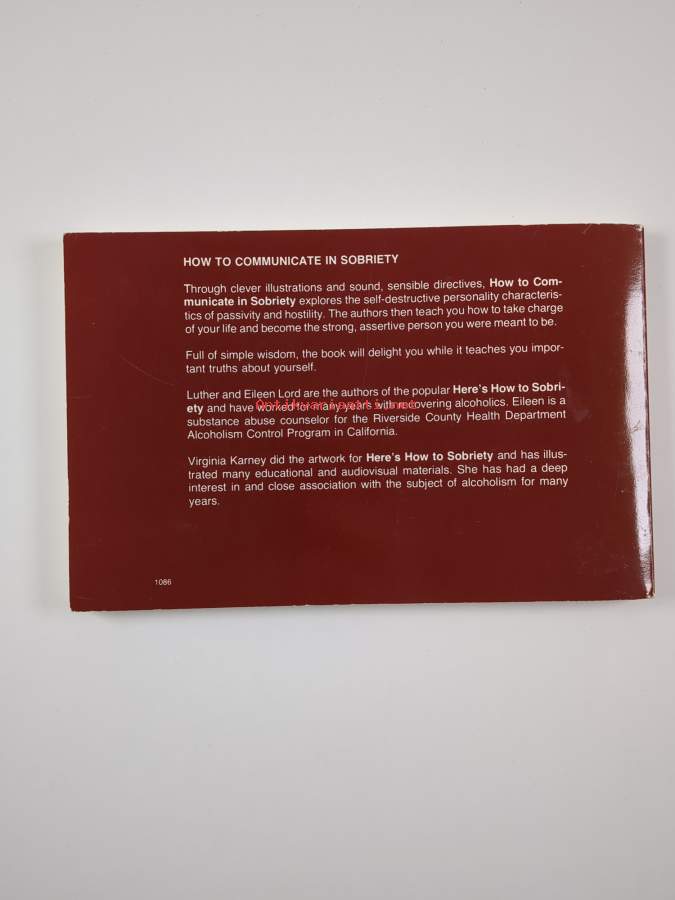 HOW TO COMMUNICATE IN SOBRIETY
Through clever illustrations and sound, sensible directives, How to Com-
municate in Sobriety explores the self-destructive personality characteris-
tics of passivity and hostility. The authors then teach you how to take charge
of your life and become the strong, assertive person you were meant to be.
Full of simple wisdom, the book will delight you while it teaches you impor-
tant truths about yourself.
Luther and Eileen Lord are the authors of the popular Here's How to Sobri-
ety and have worked for many years with recovering alcoholics. Eileen is a
Antikvariaatti.net
substance abuse counselor for the Riverside County Health Department
Alcoholism Control Program in California.
Virginia Karney did the artwork for Here's How to Sobriety and has illus-
trated many educational and audiovisual materials. She has had a deep
interest in and close association with the subject of alcoholism for many
years.
1086